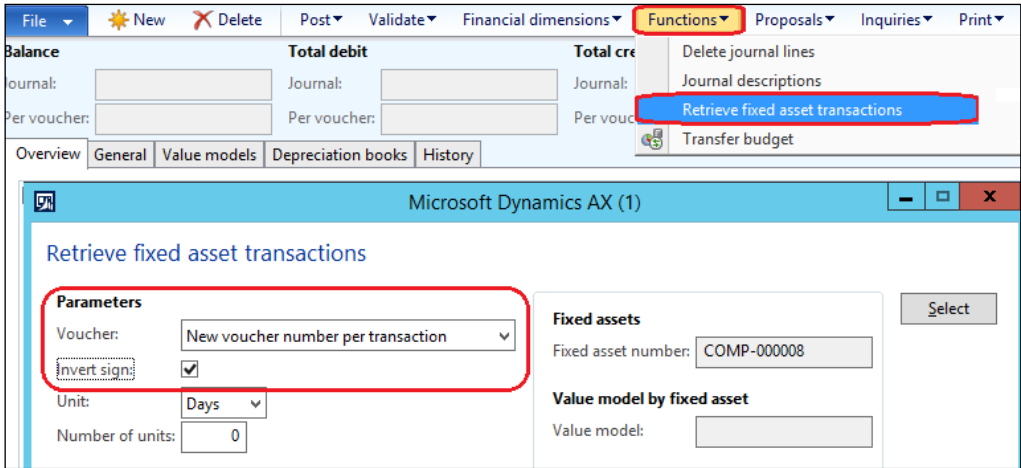 File New Delete Post Validate Financial dimensions Functions Proposals Inquiries Print
Balance Total debit Total cre
Journal: Journal: Journal:
Per voucher: Per voucher: Per vouc
Delete journal lines
Journal descriptions
Retrieve fixed asset transactions
Transfer budget
Overview General Value models Depreciation books History
Microsoft Dynamics AX (1)
Retrieve fixed asset transactions
Parameters
Voucher: New voucher number per transaction
Invert sign:
Unit: Days
Number of units: 0
Fixed assets
Fixed asset number: COMP-000008
Value model by fixed asset
Value model:
Select